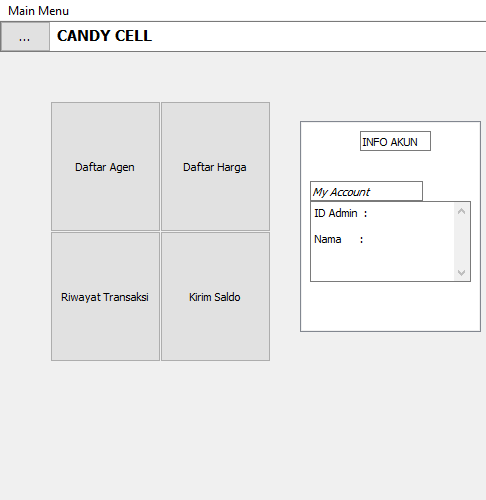 Main Menu
... CANDY CELL
Daftar Agen
Daftar Harga
Riwayat Transaksi
Kirim Saldo
INFO AKUN
My Account
ID Admin :
Nama :